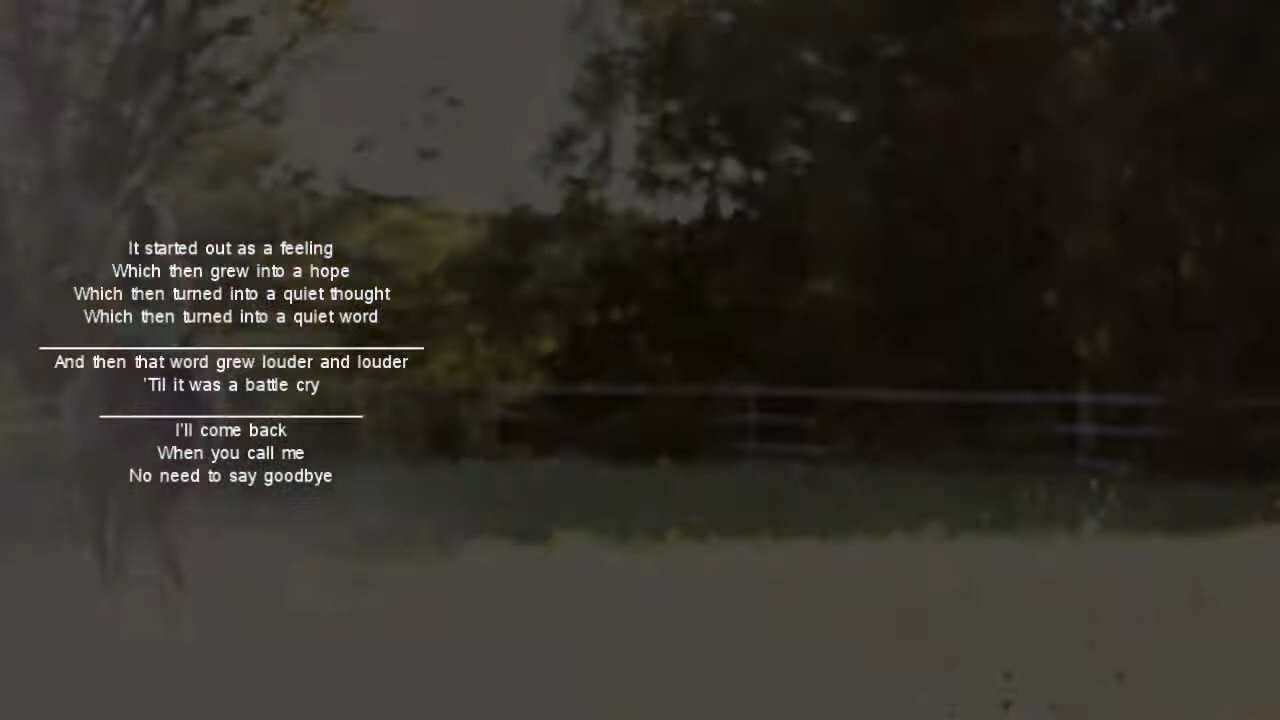 It started out as a feeling
Which then grew into a hope
Which then turned into a quiet thought
Which then turned into a quiet word
And then that word grew louder and louder
'Til it was a battle cry
I'll come back
When you call me
No need to say goodbye